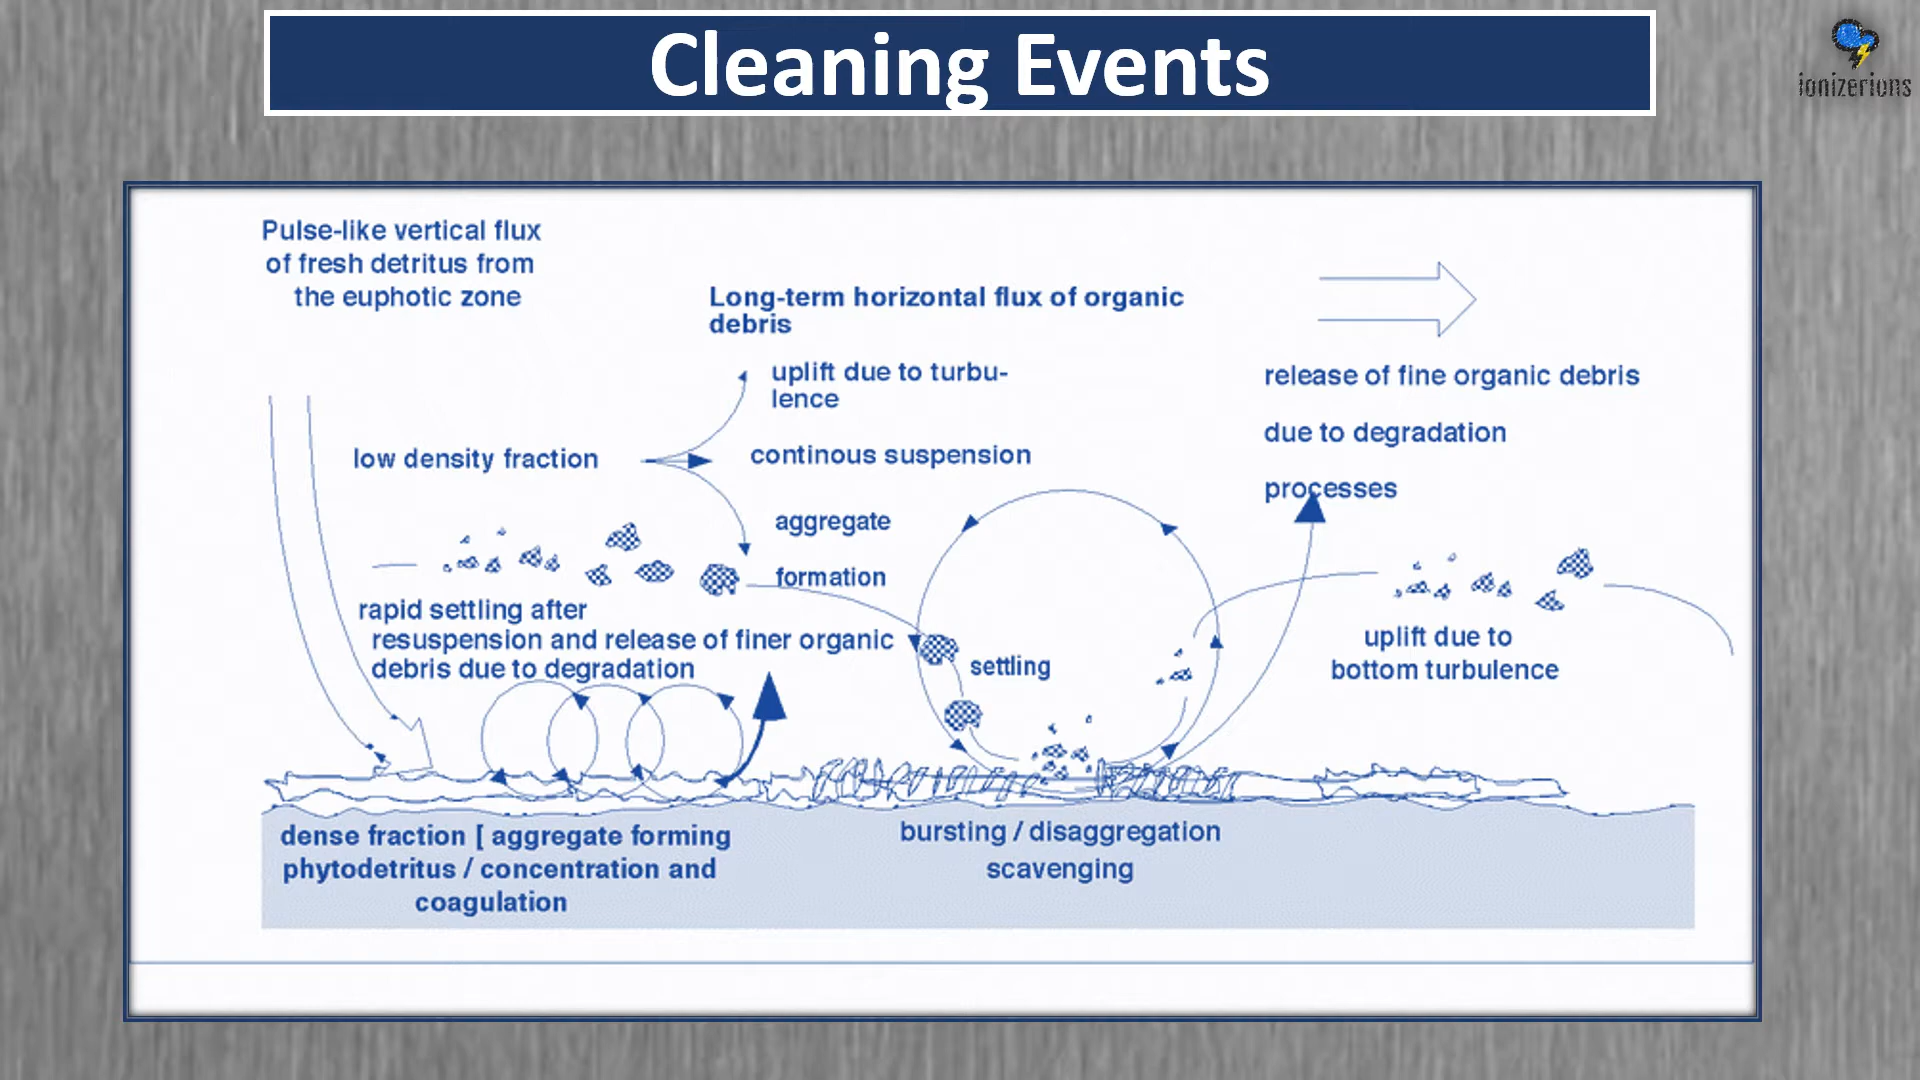 Cleaning Events
ionizerions
Pulse-like vertical flux
of fresh detritus from
the euphotic zone
Long-term horizontal flux of organic
debris
uplift due to turbu-
lence
low density fraction
continous suspension
aggregate
formation
release of fine organic debris
due to degradation
processes
rapid settling after
resuspension and release of finer organic
debris due to degradation
settling
uplift due to
bottom turbulence
dense fraction [ aggregate forming
phytodetritus / concentration and
coagulation
bursting / disaggregation
scavenging